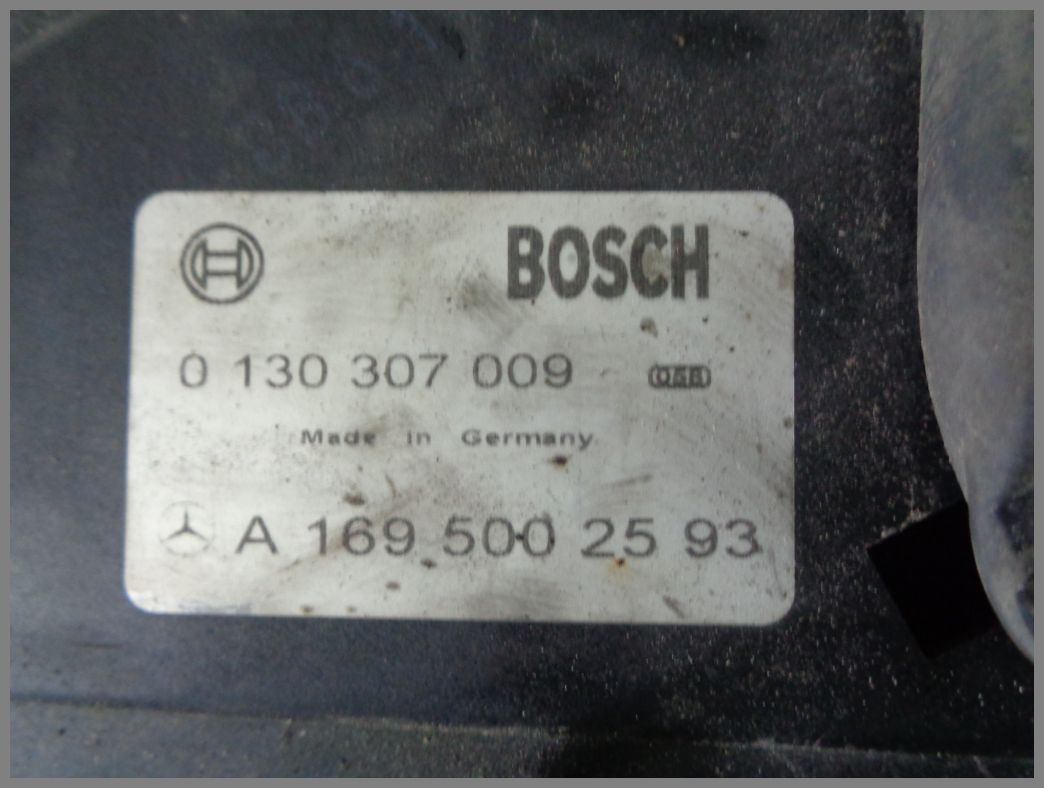 BOSCH
0 130 307 009
Made in Germany
A 169 500 25 93